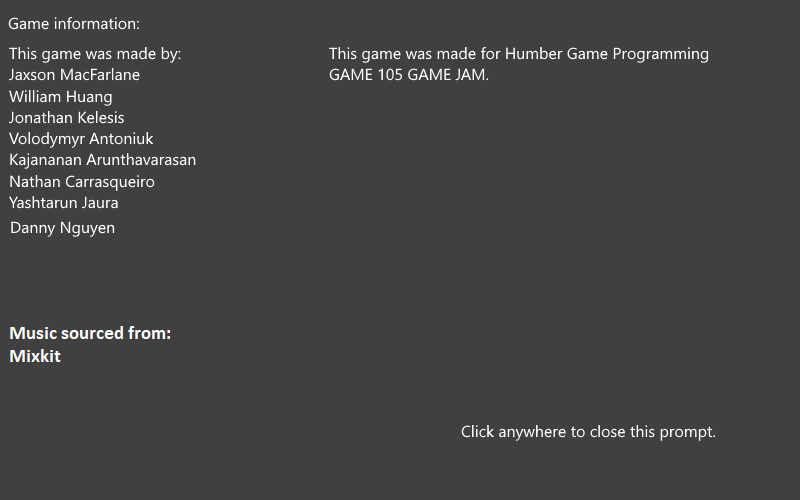 Game information:
This game was made by:
Jaxson MacFarlane
William Huang
Jonathan Kelesis
Volodymyr Antoniuk
Kajananan Arunthavarasan
Nathan Carrasqueiro
Yashtarun Jaura
Danny Nguyen
This game was made for Humber Game Programming
GAME 105 GAME JAM.
Music sourced from:
Mixkit
Click anywhere to close this prompt.